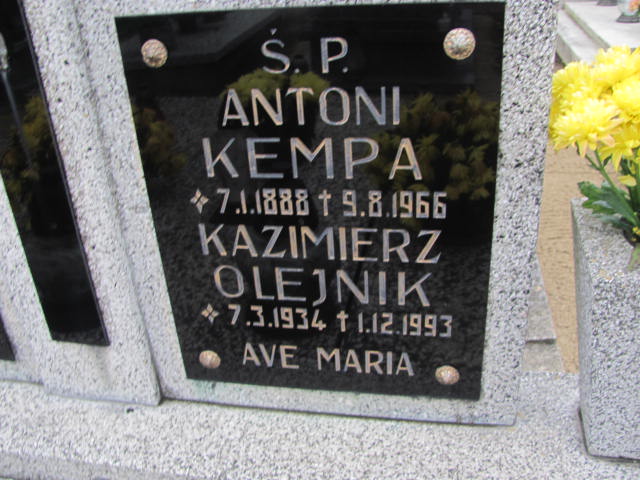 Ś. P.
ANTONI
KEMPA
7.1.1888 † 9.8.1966
KAZIMIERZ
OLEJNIK
7.3.1934 † 1.12.1993
AVE MARIA